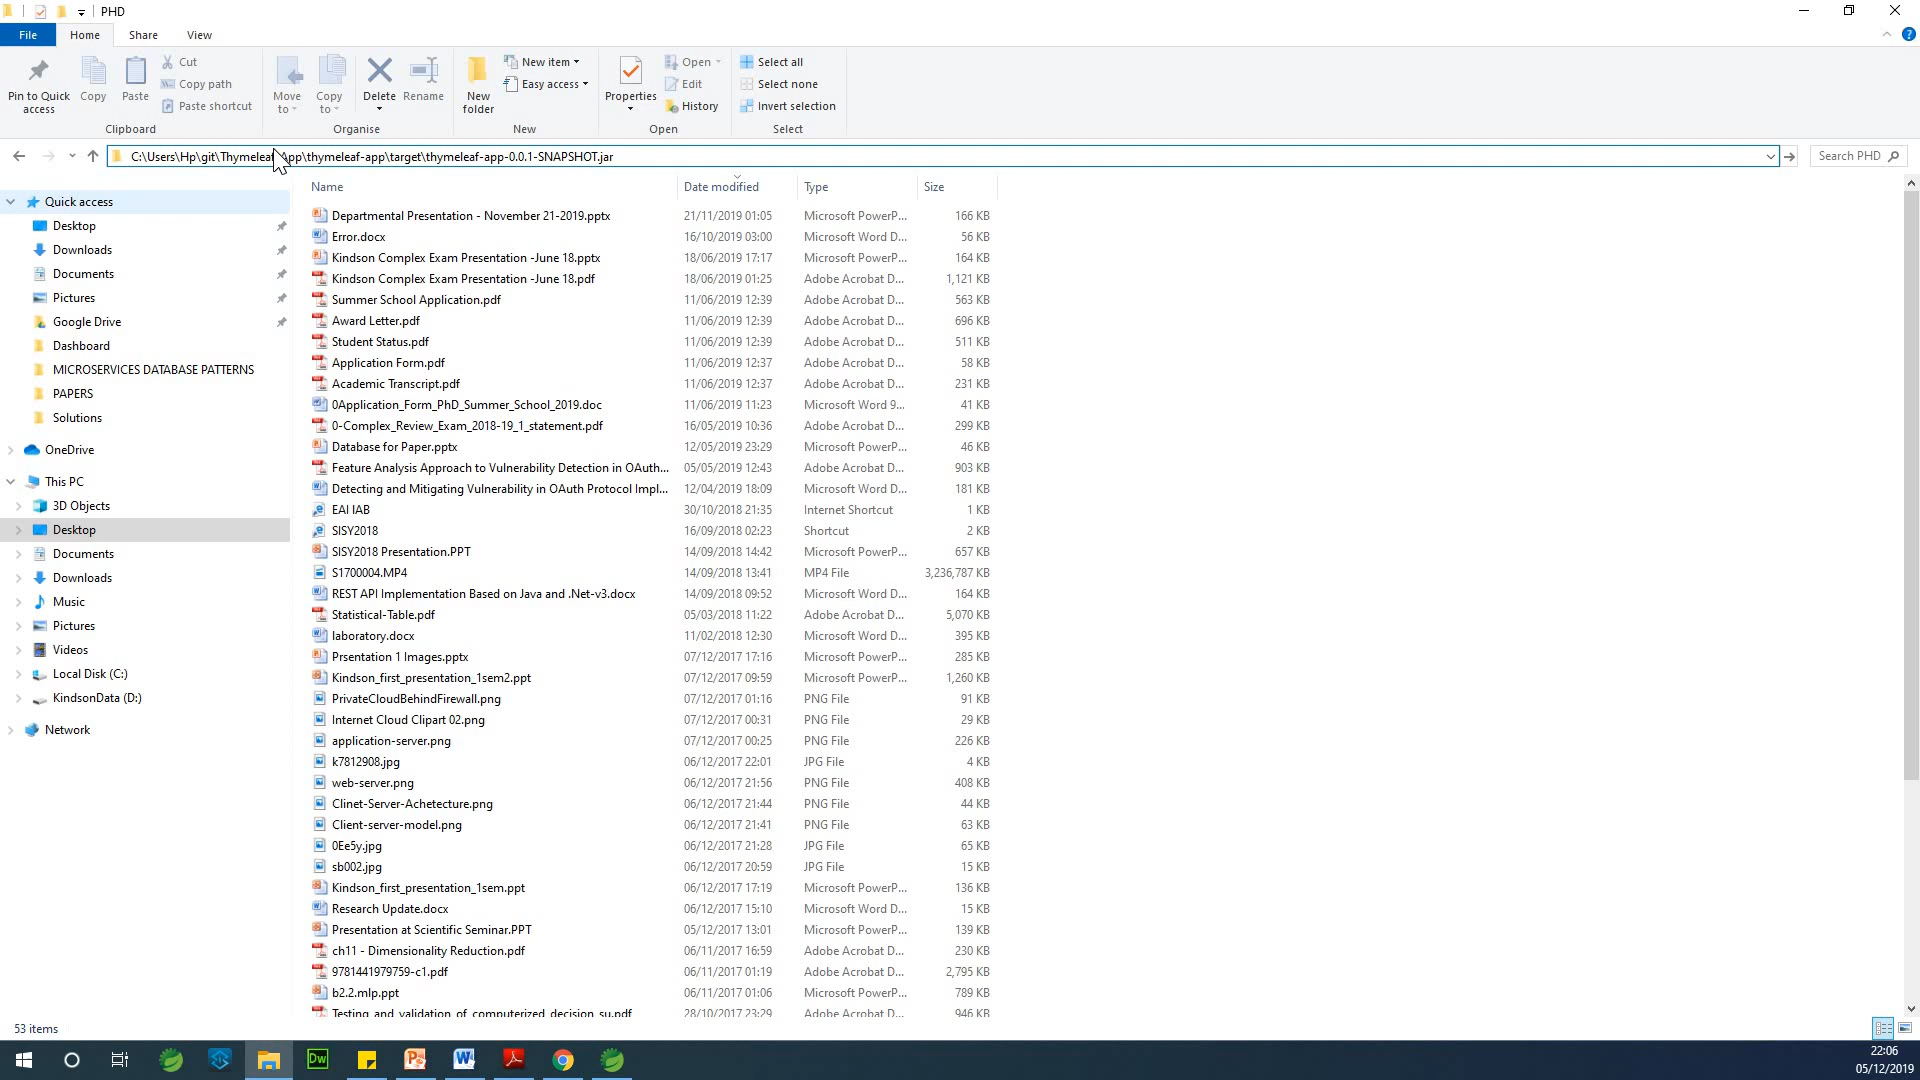 PHD
File Home Share View
Pin to Quick access
Copy
Paste
Cut
Copy path
Paste shortcut
Clipboard
Move to
Copy to
Delete
Rename
Organise
New folder
New item
Easy access
New
Properties
Open
Edit
History
Open
Select all
Select none
Invert selection
Select
C:\Users\Hp\git\Thymeleaf-App\thymeleaf-app\target\thymeleaf-app-0.0.1-SNAPSHOT.jar
Search PHD
Quick access
Desktop
Downloads
Documents
Pictures
Google Drive
Dashboard
MICROSERVICES DATABASE PATTERNS
PAPERS
Solutions
OneDrive
This PC
3D Objects
Desktop
Documents
Downloads
Music
Pictures
Videos
Local Disk (C:)
KindsonData (D:)
Network
Name Date modified Type Size
Departmental Presentation - November 21-2019.pptx 21/11/2019 01:05 Microsoft PowerP... 166 KB
Error.docx 16/10/2019 03:00 Microsoft Word D... 56 KB
Kindson Complex Exam Presentation -June 18.pptx 18/06/2019 17:17 Microsoft PowerP... 164 KB
Kindson Complex Exam Presentation -June 18.pdf 18/06/2019 01:25 Adobe Acrobat D... 1,121 KB
Summer School Application.pdf 11/06/2019 12:39 Adobe Acrobat D... 563 KB
Award Letter.pdf 11/06/2019 12:39 Adobe Acrobat D... 696 KB
Student Status.pdf 11/06/2019 12:39 Adobe Acrobat D... 511 KB
Application Form.pdf 11/06/2019 12:37 Adobe Acrobat D... 58 KB
Academic Transcript.pdf 11/06/2019 12:37 Adobe Acrobat D... 231 KB
0Application_Form_PhD_Summer_School_2019.doc 11/06/2019 11:23 Microsoft Word 9... 41 KB
0-Complex_Review_Exam_2018-19_1_statement.pdf 16/05/2019 10:36 Adobe Acrobat D... 299 KB
Database for Paper.pptx 12/05/2019 23:29 Microsoft PowerP... 46 KB
Feature Analysis Approach to Vulnerability Detection in OAuth... 05/05/2019 12:43 Adobe Acrobat D... 903 KB
Detecting and Mitigating Vulnerability in OAuth Protocol Impl... 12/04/2019 18:09 Microsoft Word D... 181 KB
EAI IAB 30/10/2018 21:35 Internet Shortcut 1 KB
SISY2018 16/09/2018 02:23 Shortcut 2 KB
SISY2018 Presentation.PPT 14/09/2018 14:42 Microsoft PowerP... 657 KB
S1700004.MP4 14/09/2018 13:41 MP4 File 3,236,787 KB
REST API Implementation Based on Java and .Net-v3.docx 14/09/2018 09:52 Microsoft Word D... 164 KB
Statistical-Table.pdf 05/03/2018 11:22 Adobe Acrobat D... 5,070 KB
laboratory.docx 11/02/2018 12:30 Microsoft Word D... 395 KB
Prsentation 1 Images.pptx 07/12/2017 17:16 Microsoft PowerP... 285 KB
Kindson_first_presentation_1sem2.ppt 07/12/2017 09:59 Microsoft PowerP... 1,260 KB
PrivateCloudBehindFirewall.png 07/12/2017 01:16 PNG File 91 KB
Internet Cloud Clipart 02.png 07/12/2017 00:31 PNG File 29 KB
application-server.png 07/12/2017 00:25 PNG File 226 KB
k7812908.jpg 06/12/2017 22:01 JPG File 4 KB
web-server.png 06/12/2017 21:56 PNG File 408 KB
Clinet-Server-Achetecture.png 06/12/2017 21:44 PNG File 44 KB
Client-server-model.png 06/12/2017 21:41 PNG File 63 KB
0Ee5y.jpg 06/12/2017 21:28 JPG File 65 KB
sb002.jpg 06/12/2017 20:59 JPG File 15 KB
Kindson_first_presentation_1sem.ppt 06/12/2017 17:19 Microsoft PowerP... 136 KB
Research Update.docx 06/12/2017 15:10 Microsoft Word D... 15 KB
Presentation at Scientific Seminar.PPT 05/12/2017 13:01 Microsoft PowerP... 139 KB
ch11 - Dimensionality Reduction.pdf 06/11/2017 16:59 Adobe Acrobat D... 230 KB
9781441979759-c1.pdf 06/11/2017 01:19 Adobe Acrobat D... 2,795 KB
b2.2.mlp.ppt 06/11/2017 01:06 Microsoft PowerP... 789 KB
Testing and validation of computerized decision su.pdf 28/10/2017 23:29 Adobe Acrobat D... 946 KB
53 items
Dw
22:06
05/12/2019